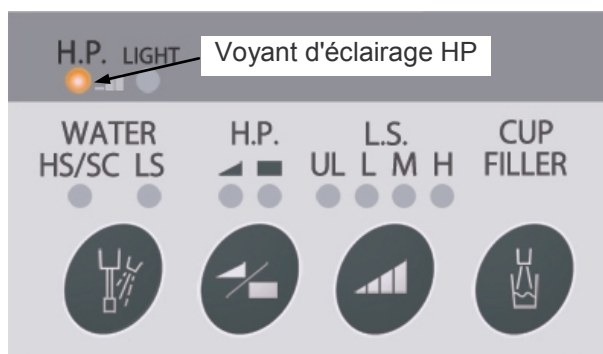 H.P. LIGHT
Voyant d'éclairage HP
WATER H.P. L.S. CUP
HS/SC LS UL L M H FILLER